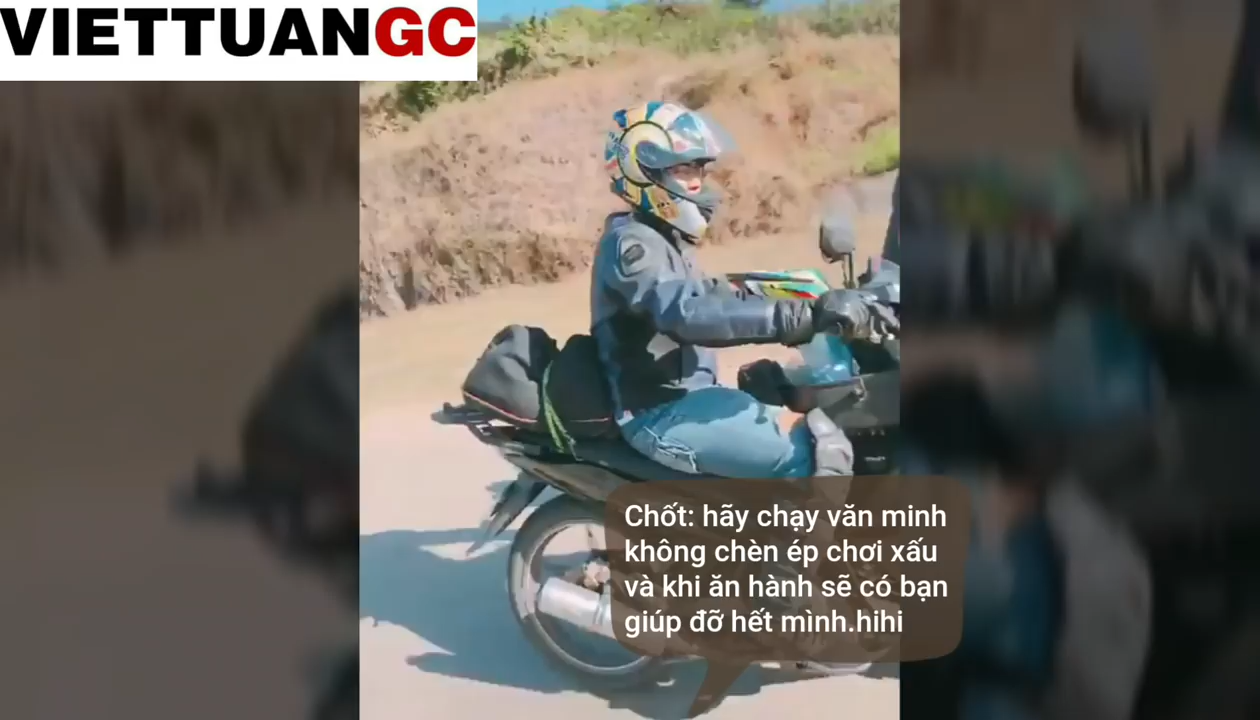 VIETTUANGC
Chốt: hãy chạy văn minh
không chèn ép chơi xấu
và khi ăn hành sẽ có bạn
giúp đỡ hết mình.hihi